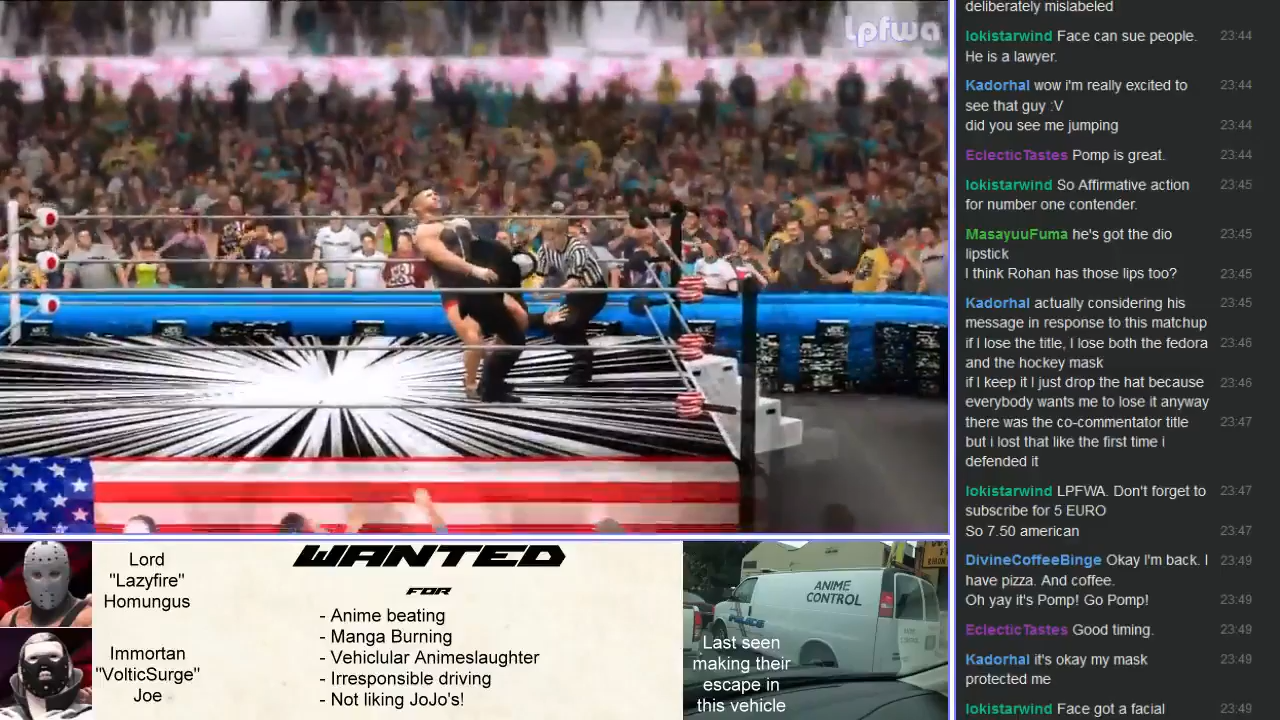 lpfwa
deliberately mislabeled
lokistarwind Face can sue people. 23:44
He is a lawyer.
Kadorhal wow i'm really excited to 23:44
see that guy :V
did you see me jumping 23:44
EclecticTastes Pomp is great. 23:44
lokistarwind So Affirmative action 23:45
for number one contender.
MasayuuFuma he's got the dio 23:45
lipstick
I think Rohan has those lips too? 23:45
Kadorhal actually considering his 23:45
message in response to this matchup
if I lose the title, I lose both the fedora 23:46
and the hockey mask
if I keep it I just drop the hat because 23:46
everybody wants me to lose it anyway
there was the co-commentator title 23:47
but i lost that like the first time i
defended it
lokistarwind LPFWA. Don't forget to 23:47
subscribe for 5 EURO
So 7.50 american 23:47
DivineCoffeeBinge Okay I'm back. I 23:49
have pizza. And coffee.
Oh yay it's Pomp! Go Pomp! 23:49
EclecticTastes Good timing. 23:49
Kadorhal it's okay my mask 23:49
protected me
lokistarwind Face got a facial 23:49
Lord
"Lazyfire"
Homungus
Immortan
"VolticSurge"
Joe
WANTED
FOR
- Anime beating
- Manga Burning
- Vehiclular Animeslaughter
- Irresponsible driving
- Not liking JoJo's!
ANIME
CONTROL
POLICE
Last seen
making their
escape in
this vehicle